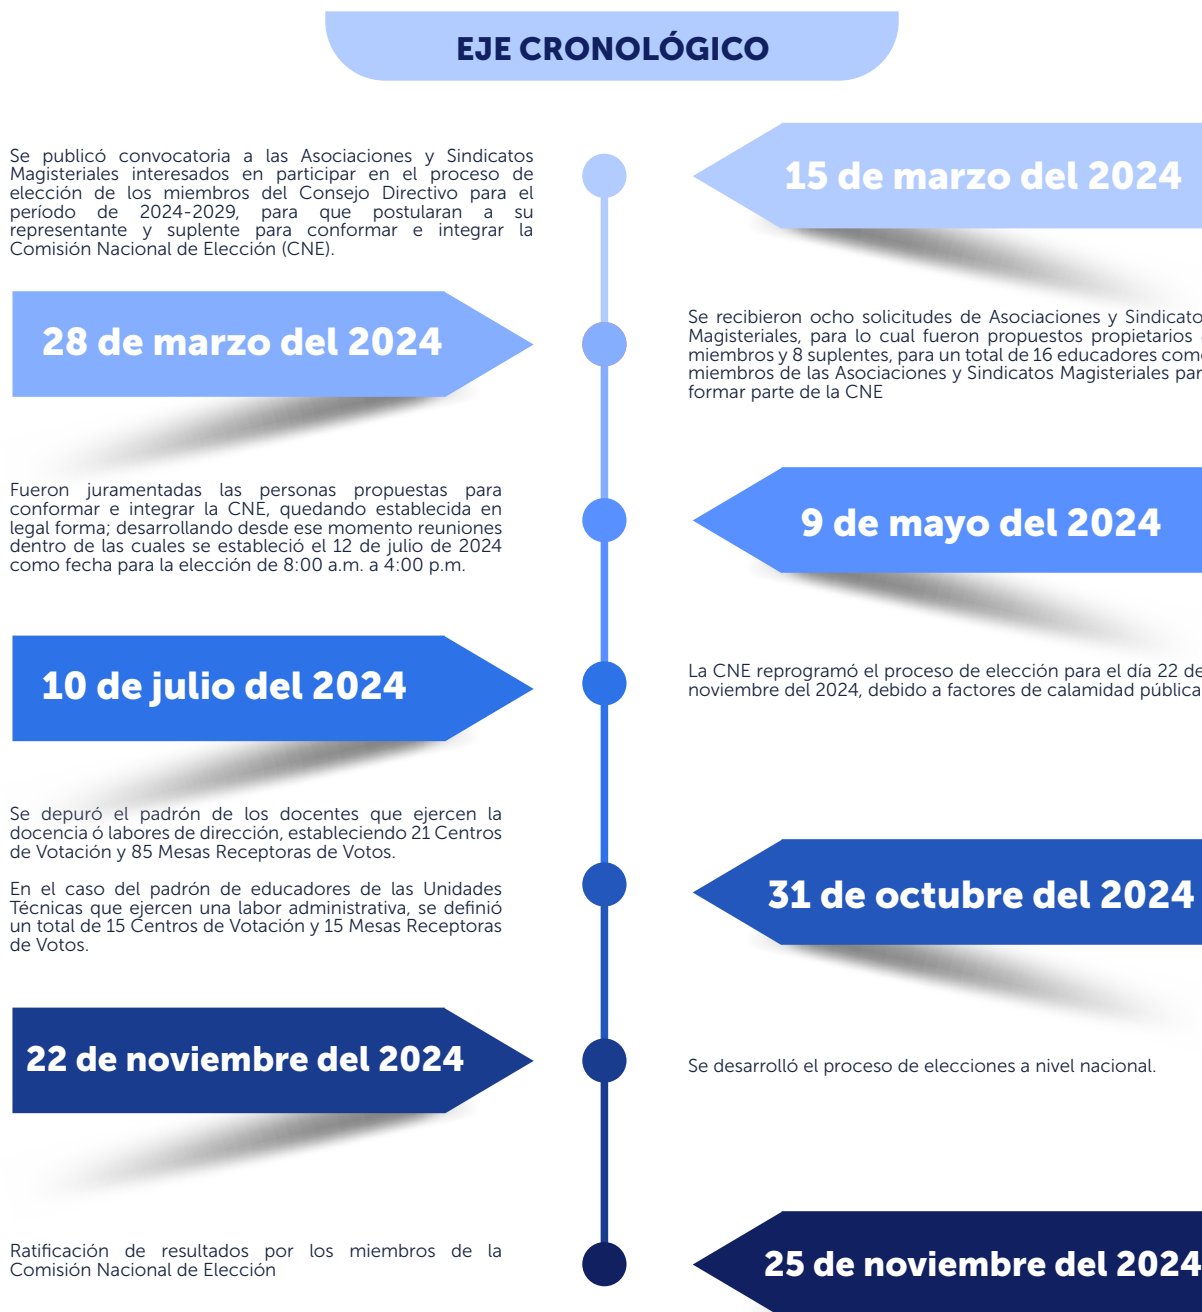 EJE CRONOLÓGICO
15 de marzo del 2024
Se publicó convocatoria a las Asociaciones y Sindicatos
Magisteriales interesados en participar en el proceso de
elección de los miembros del Consejo Directivo para el
período de 2024-2029, para que postularan a su
representante y suplente para conformar e integrar la
Comisión Nacional de Elección (CNE).
28 de marzo del 2024
Se recibieron ocho solicitudes de Asociaciones y Sindicato
Magisteriales, para lo cual fueron propuestos propietarios
miembros y 8 suplentes, para un total de 16 educadores como
miembros de las Asociaciones y Sindicatos Magisteriales par
formar parte de la CNE
9 de mayo del 2024
Fueron juramentadas las personas propuestas para
conformar e integrar la CNE, quedando establecida en
legal forma; desarrollando desde ese momento reuniones
dentro de las cuales se estableció el 12 de julio de 2024
como fecha para la elección de 8:00 a.m. a 4:00 p.m.
10 de julio del 2024
La CNE reprogramó el proceso de elección para el día 22 de
noviembre del 2024, debido a factores de calamidad pública
31 de octubre del 2024
Se depuró el padrón de los docentes que ejercen la
docencia ó labores de dirección, estableciendo 21 Centros
de Votación y 85 Mesas Receptoras de Votos.
En el caso del padrón de educadores de las Unidades
Técnicas que ejercen una labor administrativa, se definió
un total de 15 Centros de Votación y 15 Mesas Receptoras
de Votos.
22 de noviembre del 2024
Se desarrolló el proceso de elecciones a nivel nacional.
25 de noviembre del 2024
Ratificación de resultados por los miembros de la
Comisión Nacional de Elección